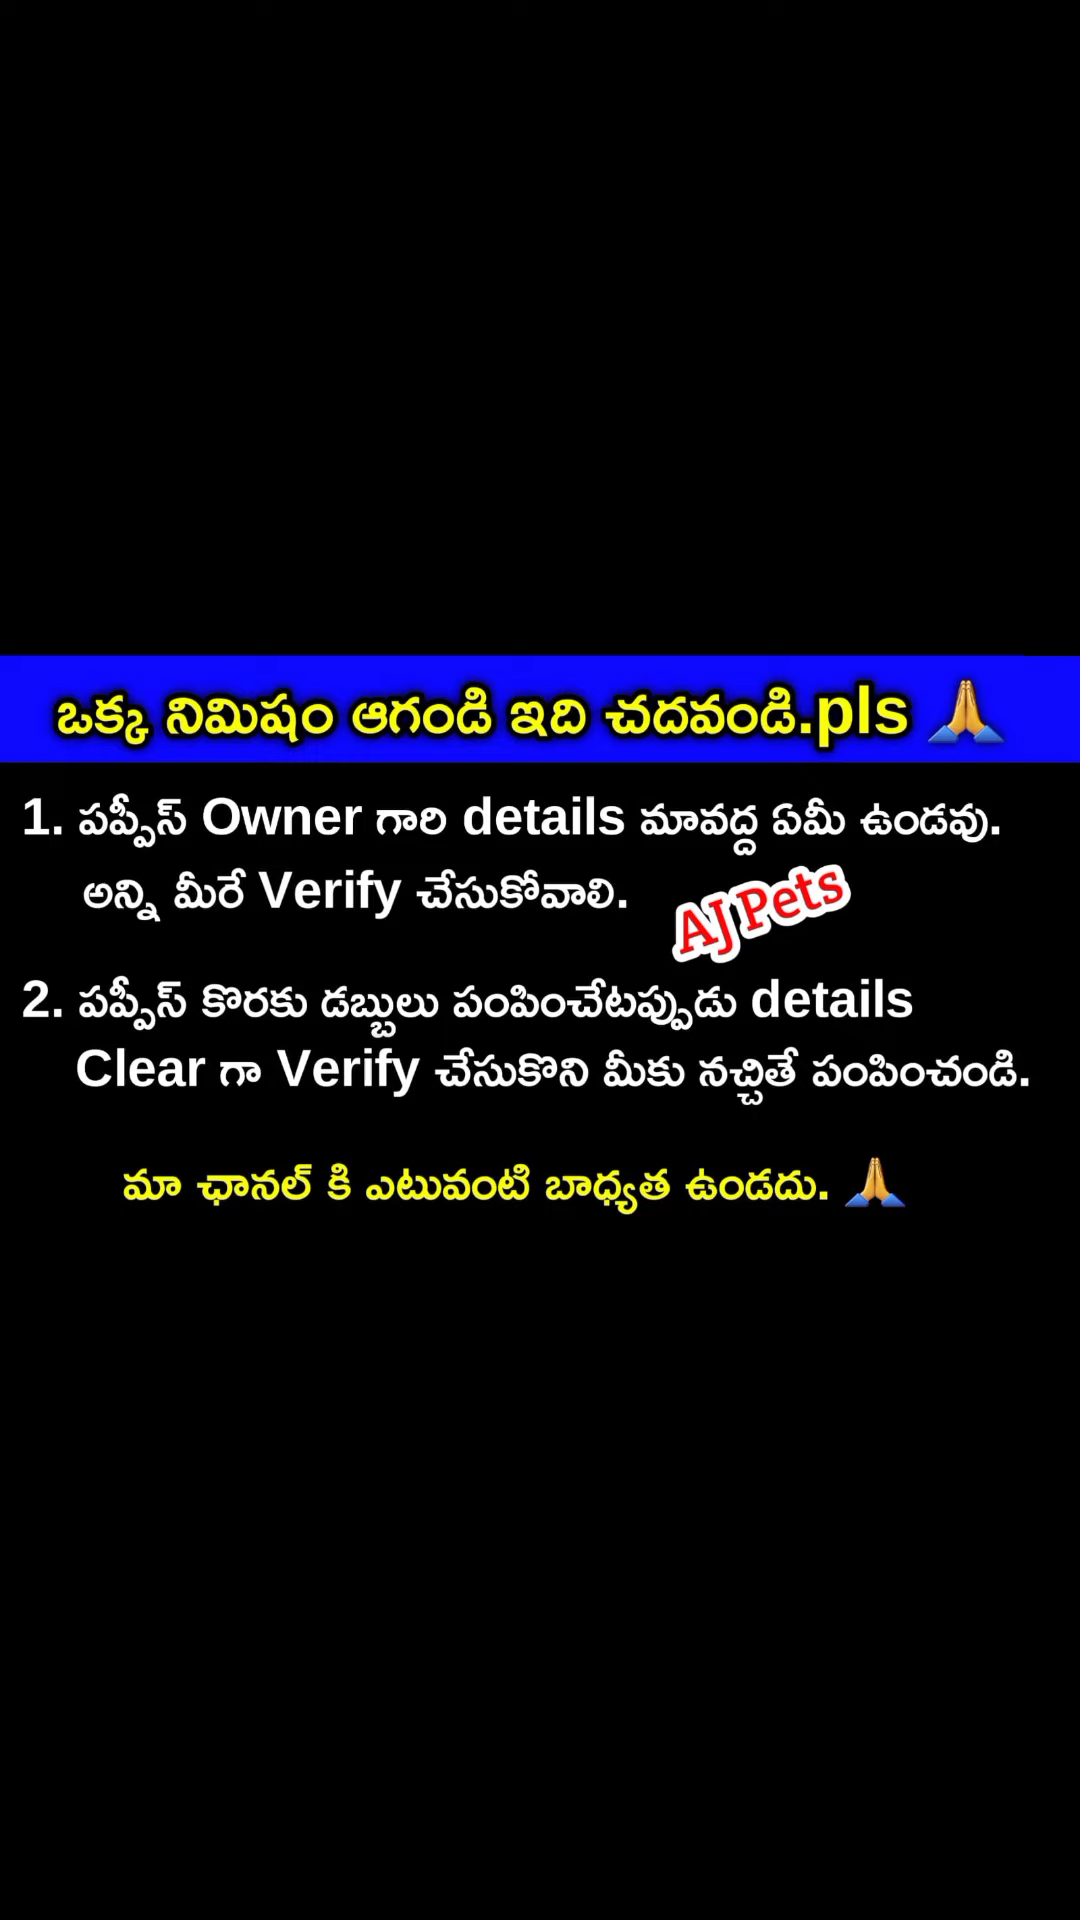 ఒక్క నిమిషం ఆగండి ఇది చదవండి.pls 🙏
1. పప్పీస్ Owner గారి details మావద్ద ఏమీ ఉండవు.
అన్ని మీరే Verify చేసుకోవాలి.
AJ Pets
2. పప్పీస్ కొరకు డబ్బులు పంపించేటప్పుడు details
Clear గా Verify చేసుకొని మీకు నచ్చితే పంపించండి.
మా ఛానల్ కి ఎటువంటి బాధ్యత ఉండదు. 🙏